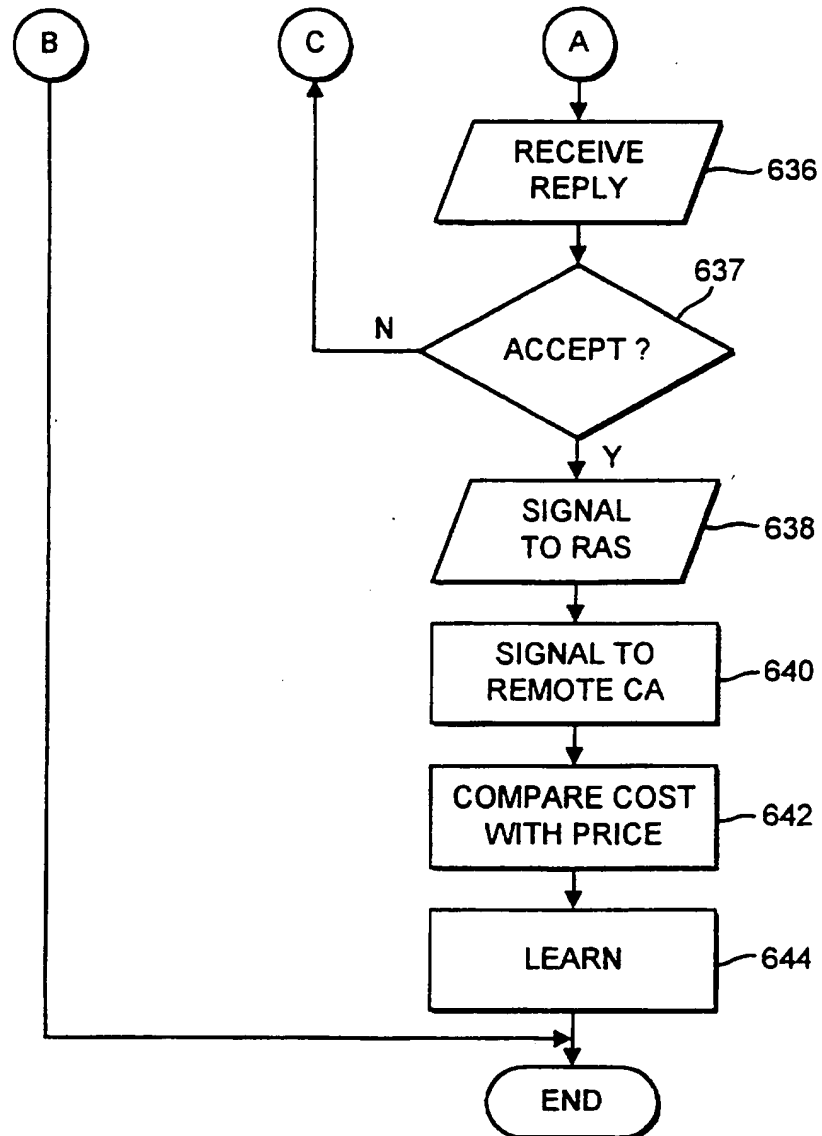 B
C
A
RECEIVE
REPLY
636
637
ACCEPT ?
N
Y
SIGNAL
TO RAS
638
SIGNAL TO
REMOTE CA
640
COMPARE COST
WITH PRICE
642
LEARN
644
END